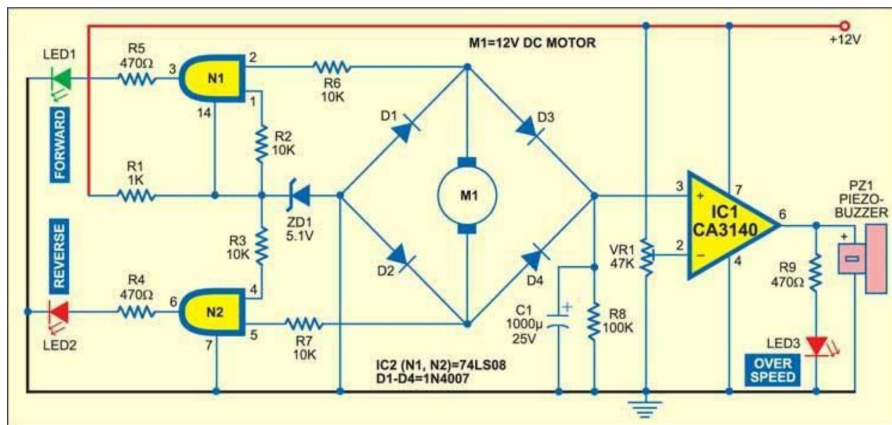 M1=12V DC MOTOR
+12V
LED1
R5
470Ω
3
N1
2
1
14
R6
10K
FORWARD
R2
10K
D1
D3
R1
1K
ZD1
5.1V
M1
3
+
7
IC1
CA3140
6
2
−
4
PZ1
PIEZO-
BUZZER
+
REVERSE
R3
10K
VR1
47K
D2
D4
R9
470Ω
R4
470Ω
6
N2
4
5
7
LED2
R7
10K
C1
1000µ
25V
+
R8
100K
LED3
OVER
SPEED
IC2 (N1, N2)=74LS08
D1-D4=1N4007